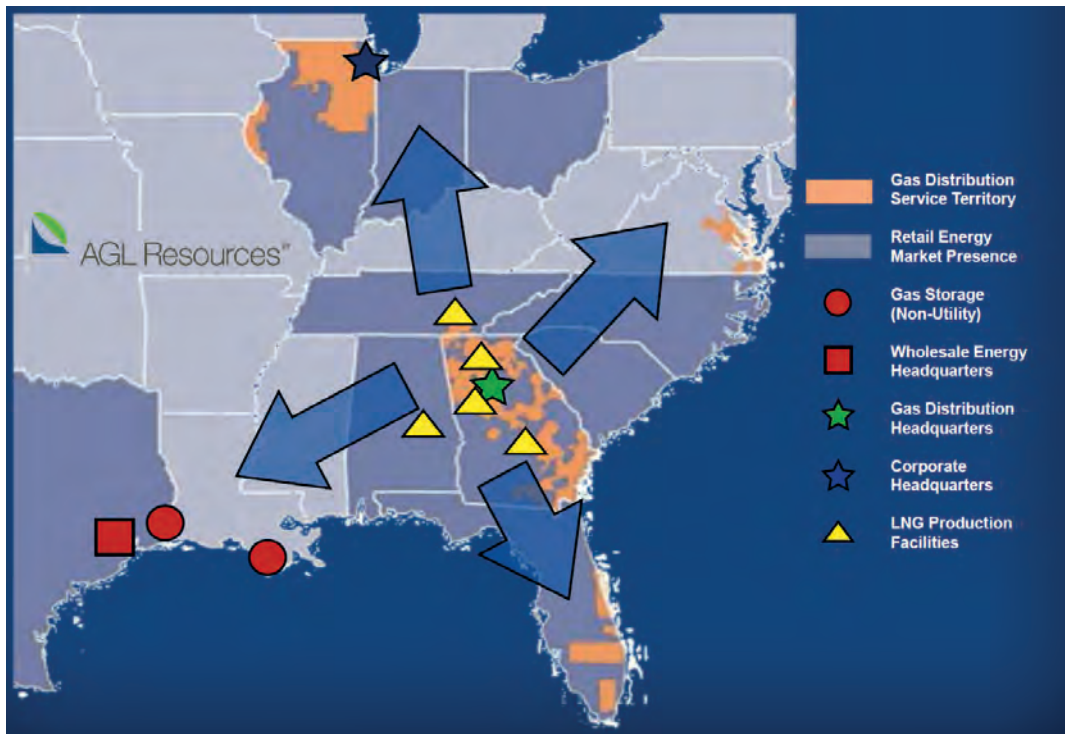 AGL Resources℠
Gas Distribution
Service Territory
Retail Energy
Market Presence
Gas Storage
(Non-Utility)
Wholesale Energy
Headquarters
Gas Distribution
Headquarters
Corporate
Headquarters
LNG Production
Facilities